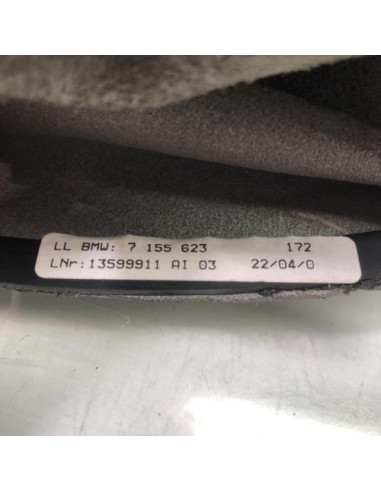 LL BMW: 7 155 623 172
LNr:13599911 AI 03 22/04/0